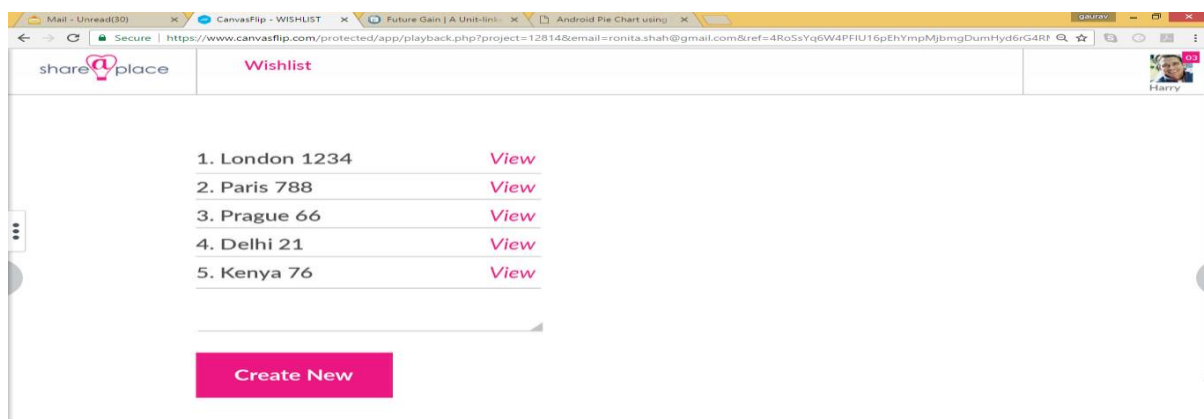 Mail - Unread(30)
CanvasFlip - WISHLIST
Future Gain | A Unit-link
Android Pie Chart using
gaurav
Secure | https://www.canvasflip.com/protected/app/playback.php?project=12814&email=ronita.shah@gmail.com&ref=
share@place
Wishlist
03
Harry
1. London 1234 View
2. Paris 788 View
3. Prague 66 View
4. Delhi 21 View
5. Kenya 76 View
Create New